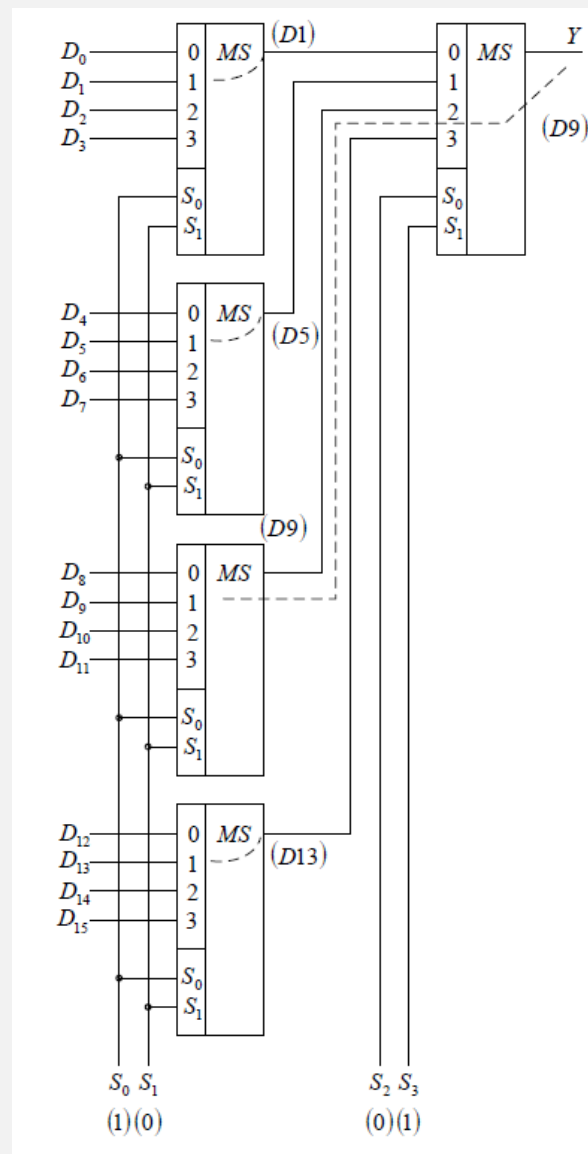 (D1)
Y
D₀ 0 MS 0 MS
D₁ 1 1
D₂ 2 2
D₃ 3 3 (D9)
S₀ S₀
S₁ S₁
D₄ 0 MS
D₅ 1 (D5)
D₆ 2
D₇ 3
S₀
S₁
(D9)
D₈ 0 MS
D₉ 1
D₁₀ 2
D₁₁ 3
S₀
S₁
D₁₂ 0 MS
D₁₃ 1 (D13)
D₁₄ 2
D₁₅ 3
S₀
S₁
S₀ S₁ S₂ S₃
(1)(0) (0)(1)